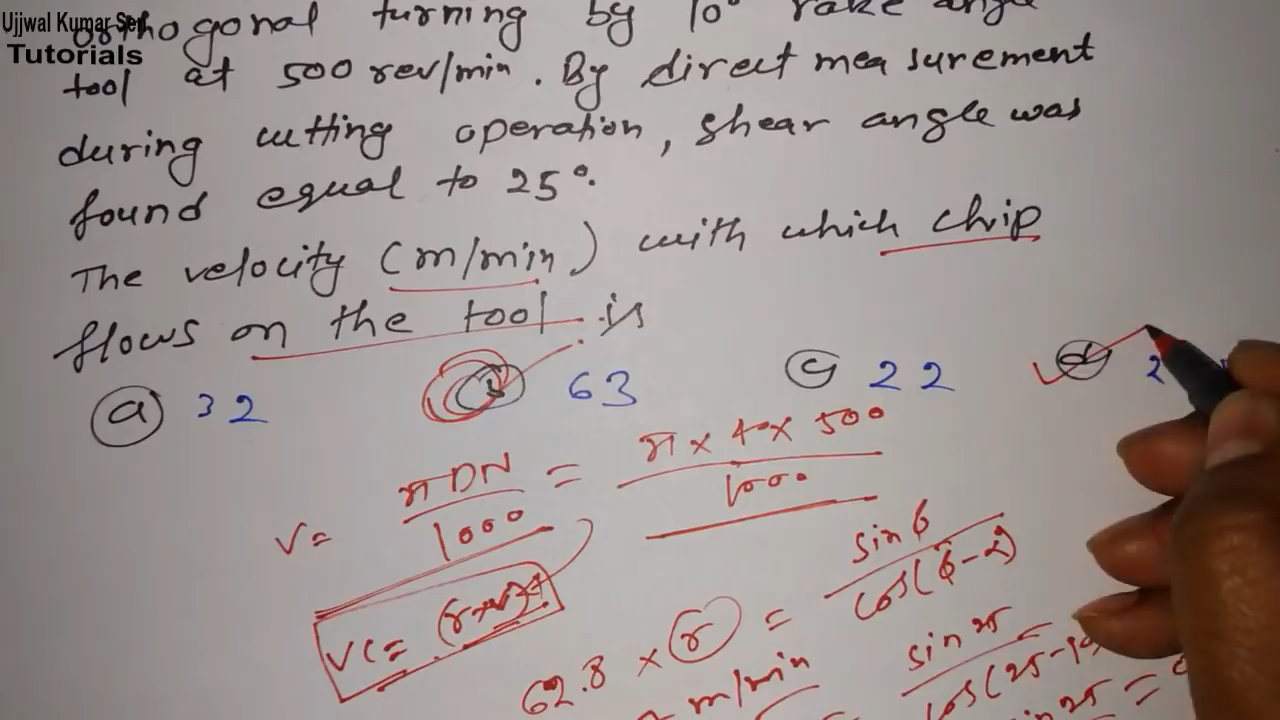 Ujjwal Kumar Sen
Tutorials
orthogonal turning by 10° rake angle
tool at 500 rev/min. By direct measurement
during cutting operation, shear angle was
found equal to 25°.
The velocity (m/min) with which chip
flows on the tool is
(a) 32 (b) 63 (c) 22 (d) 2
V = πDN / 1000 = π × 40 × 500 / 1000
Vc = (r×v)
62.8 × r = sin ϕ / cos(ϕ-α)
m/min sin 25 / cos(25-10
sin 25 =